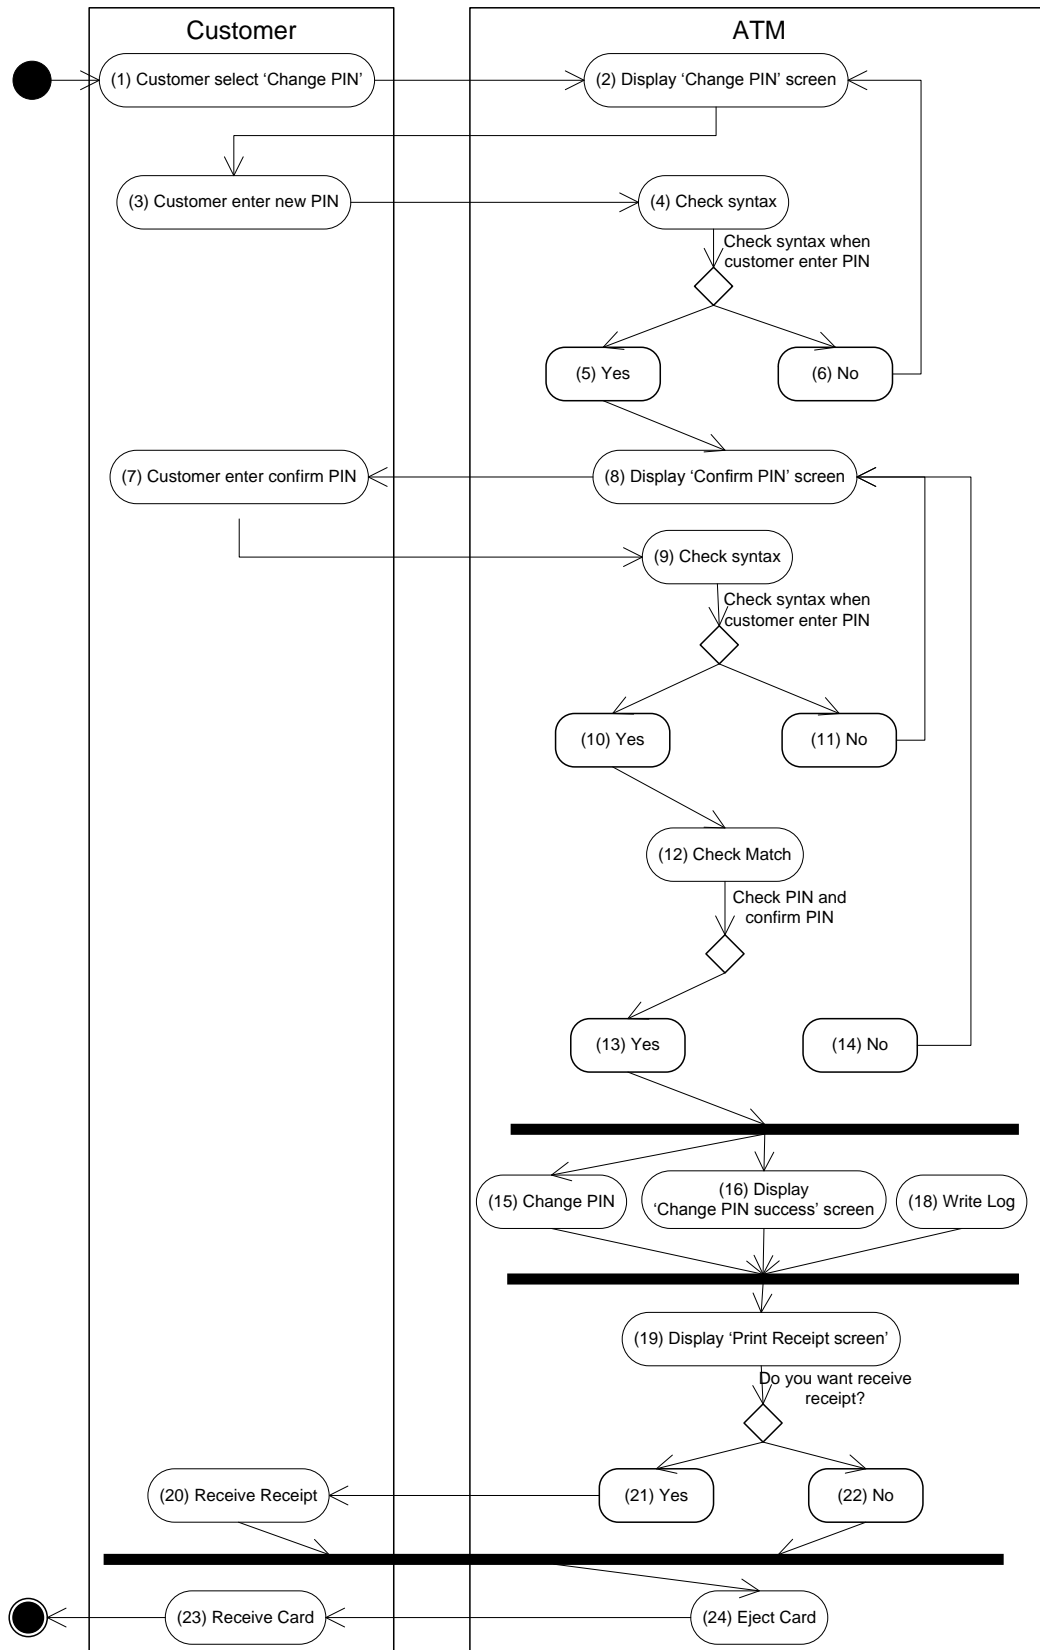 Customer
ATM
(1) Customer select ‘Change PIN’
(2) Display ‘Change PIN’ screen
(3) Customer enter new PIN
(4) Check syntax
Check syntax when
customer enter PIN
(5) Yes
(6) No
(7) Customer enter confirm PIN
(8) Display ‘Confirm PIN’ screen
(9) Check syntax
Check syntax when
customer enter PIN
(10) Yes
(11) No
(12) Check Match
Check PIN and
confirm PIN
(13) Yes
(14) No
(15) Change PIN
(16) Display
‘Change PIN success’ screen
(18) Write Log
(19) Display ‘Print Receipt screen’
Do you want receive
receipt?
(20) Receive Receipt
(21) Yes
(22) No
(23) Receive Card
(24) Eject Card